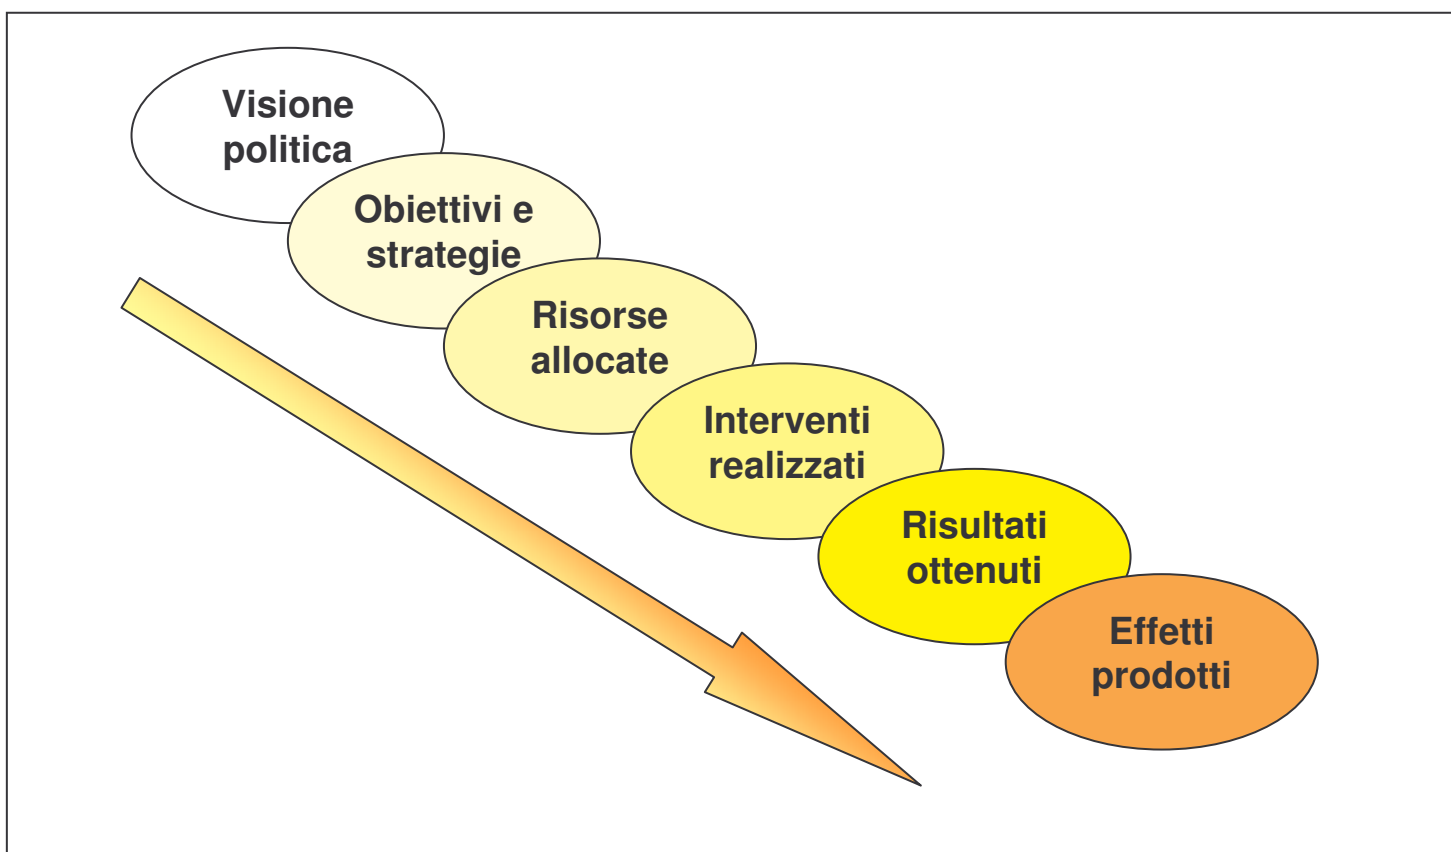 Visione
politica
Obiettivi e
strategie
Risorse
allocate
Interventi
realizzati
Risultati
ottenuti
Effetti
prodotti